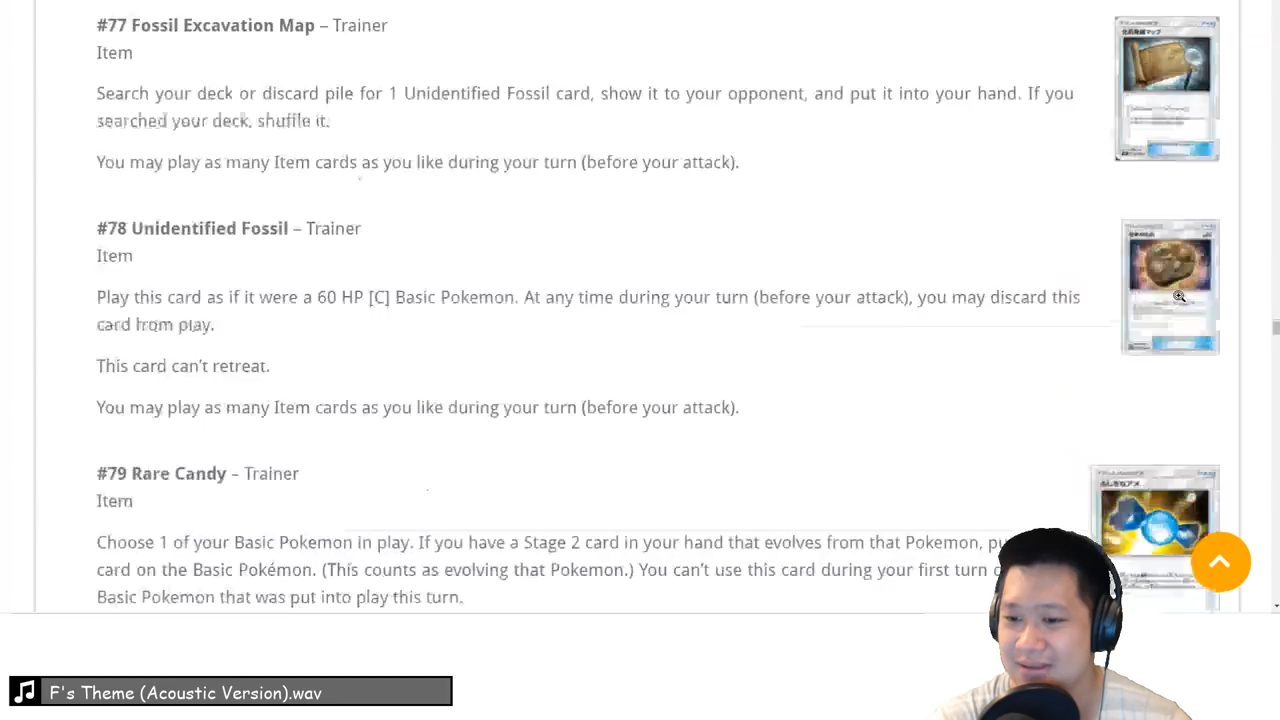 #77 Fossil Excavation Map – Trainer
Item
Search your deck or discard pile for 1 Unidentified Fossil card, show it to your opponent, and put it into your hand. If you
searched your deck, shuffle it.
You may play as many Item cards as you like during your turn (before your attack).
#78 Unidentified Fossil – Trainer
Item
Play this card as if it were a 60 HP [C] Basic Pokemon. At any time during your turn (before your attack), you may discard this
card from play.
This card can't retreat.
You may play as many Item cards as you like during your turn (before your attack).
#79 Rare Candy – Trainer
Item
ふしぎなアメ
Choose 1 of your Basic Pokemon in play. If you have a Stage 2 card in your hand that evolves from that Pokemon,
card on the Basic Pokémon. (This counts as evolving that Pokemon.) You can't use this card during your first turn
Basic Pokemon that was put into play this turn.
F's Theme (Acoustic Version).wav